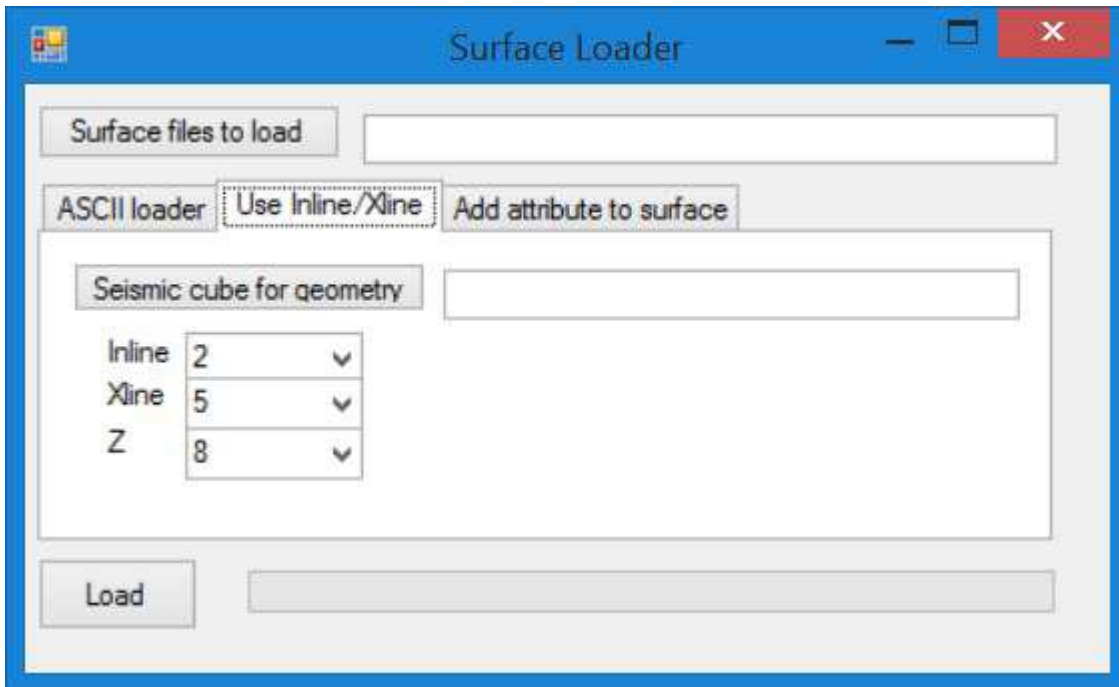 Surface Loader
Surface files to load
ASCII loader Use Inline/Xline Add attribute to surface
Seismic cube for geometry
Inline 2
Xline 5
Z 8
Load